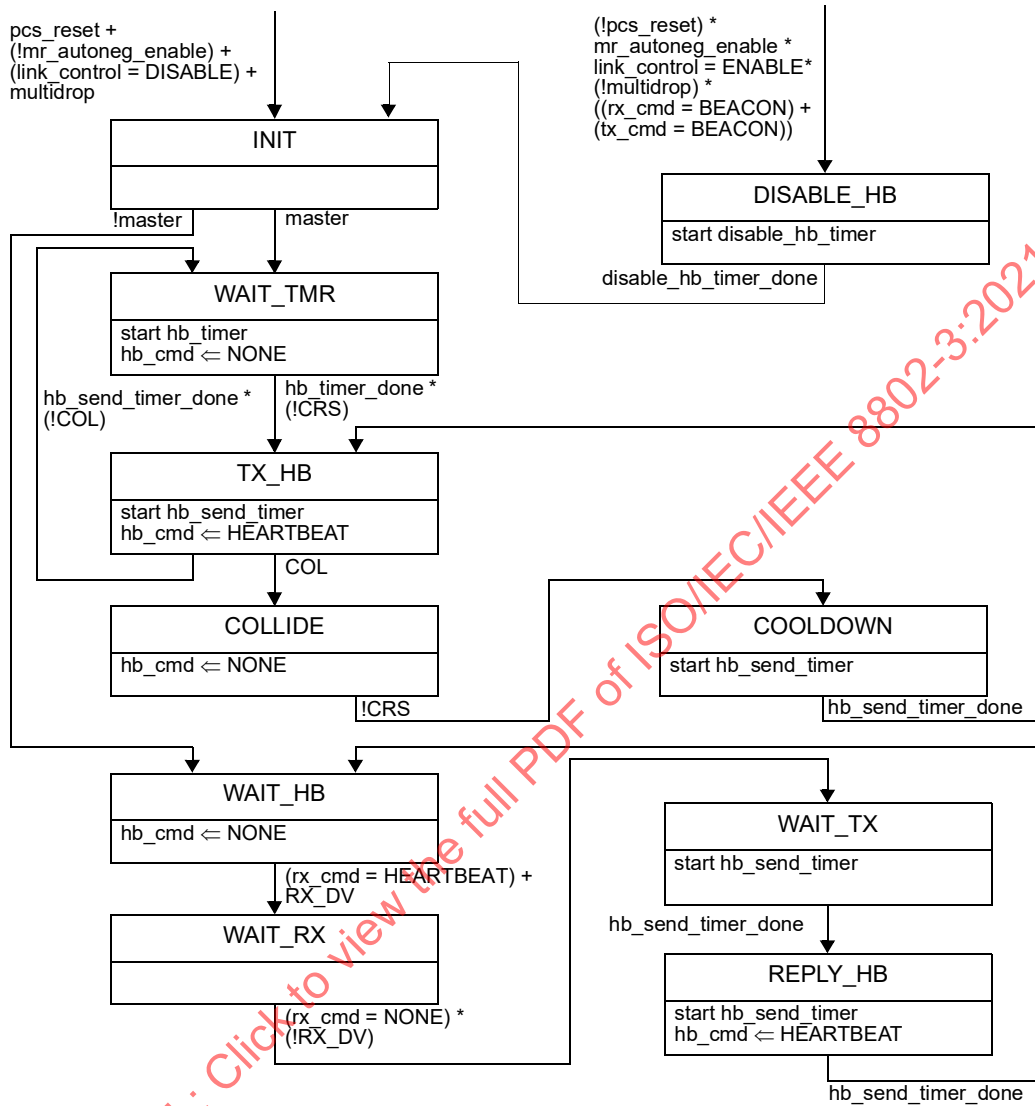 pcs_reset +
(!mr_autoneg_enable) +
(link_control = DISABLE) +
multidrop
(!pcs_reset) *
mr_autoneg_enable *
link_control = ENABLE*
(!multidrop) *
((rx_cmd = BEACON) +
(tx_cmd = BEACON))
INIT
!master
master
DISABLE_HB
start disable_hb_timer
disable_hb_timer_done
WAIT_TMR
start hb_timer
hb_cmd ⇐ NONE
hb_send_timer_done *
(!COL)
hb_timer_done *
(!CRS)
TX_HB
start hb_send_timer
hb_cmd ⇐ HEARTBEAT
COL
COLLIDE
hb_cmd ⇐ NONE
!CRS
COOLDOWN
start hb_send_timer
hb_send_timer_done
WAIT_HB
hb_cmd ⇐ NONE
(rx_cmd = HEARTBEAT) +
RX_DV
WAIT_RX
(rx_cmd = NONE) *
(!RX_DV)
WAIT_TX
start hb_send_timer
hb_send_timer_done
REPLY_HB
start hb_send_timer
hb_cmd ⇐ HEARTBEAT
hb_send_timer_done
: Click to view the full PDF of ISO/IEC/IEEE 8802-3:2021